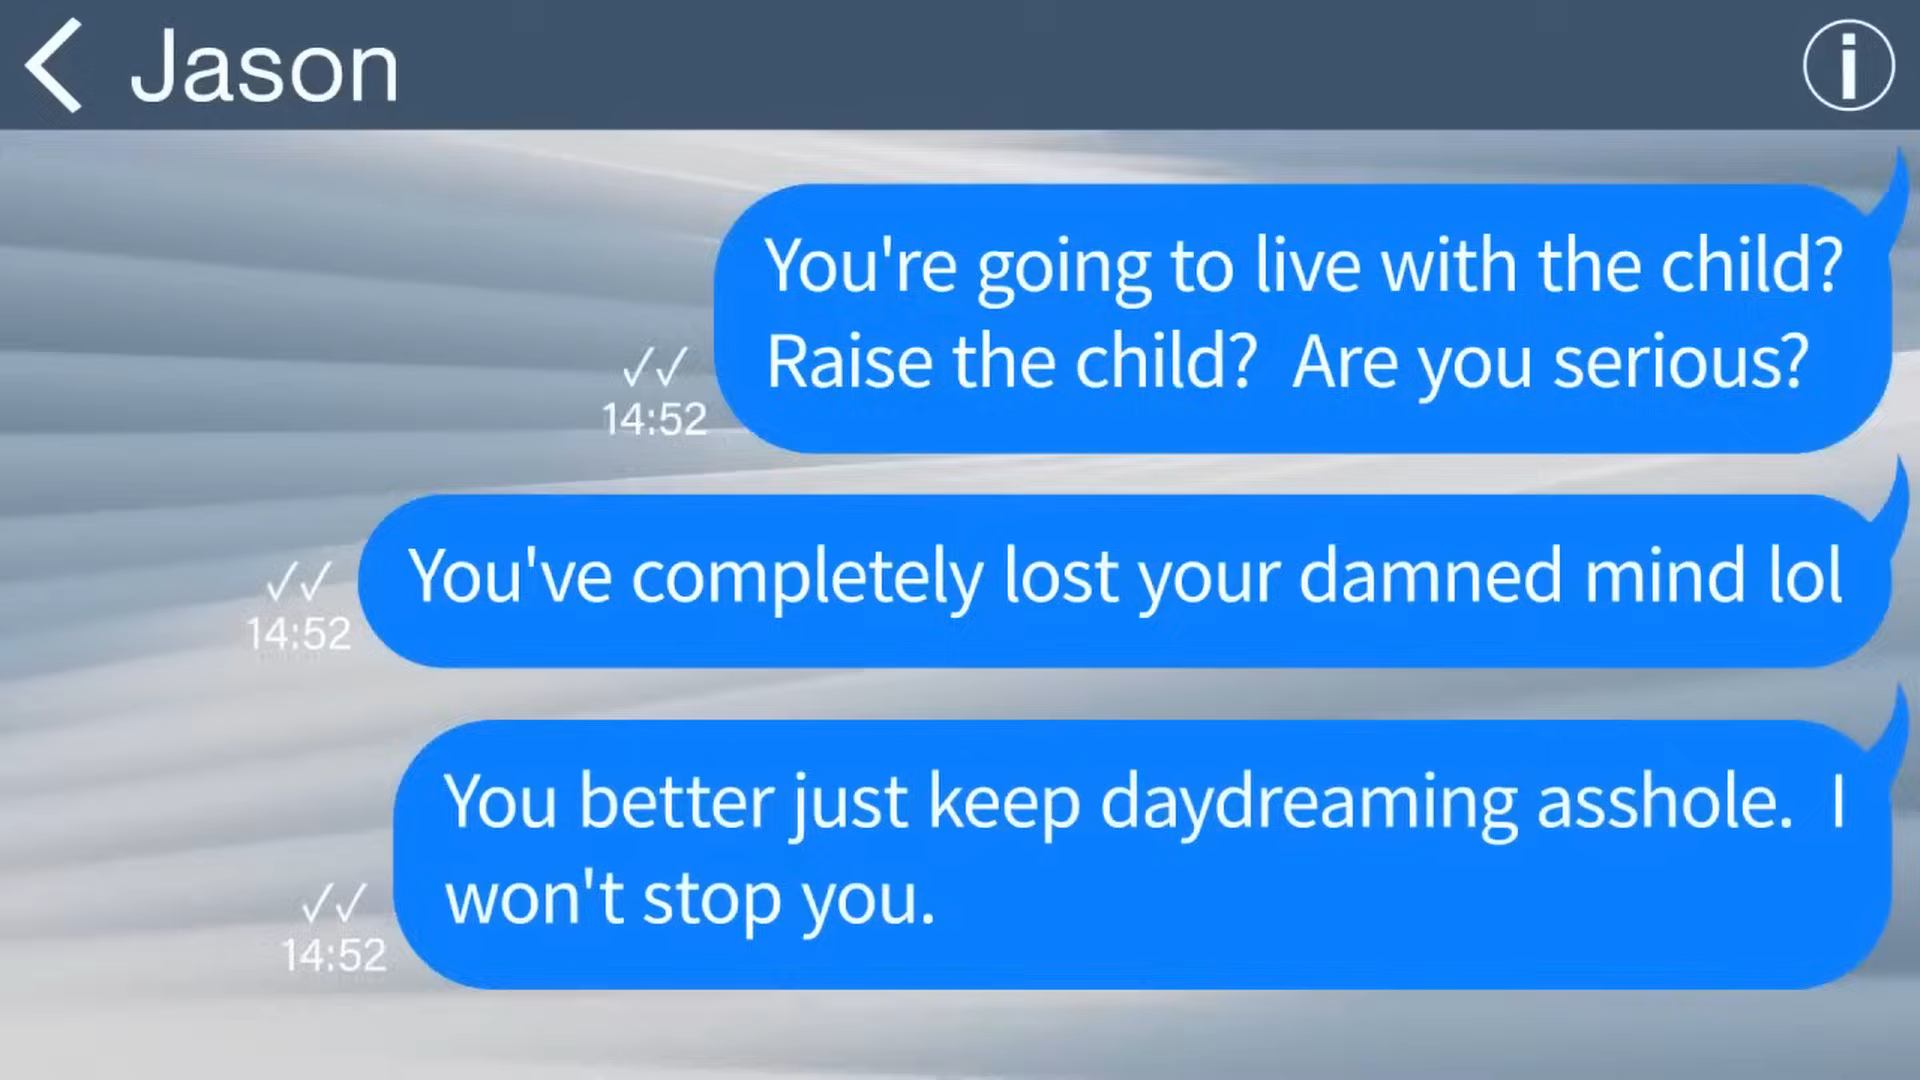 Jason
You're going to live with the child?
Raise the child?  Are you serious?
✓✓
14:52
You've completely lost your damned mind lol
✓✓
14:52
You better just keep daydreaming asshole.  I
won't stop you.
✓✓
14:52